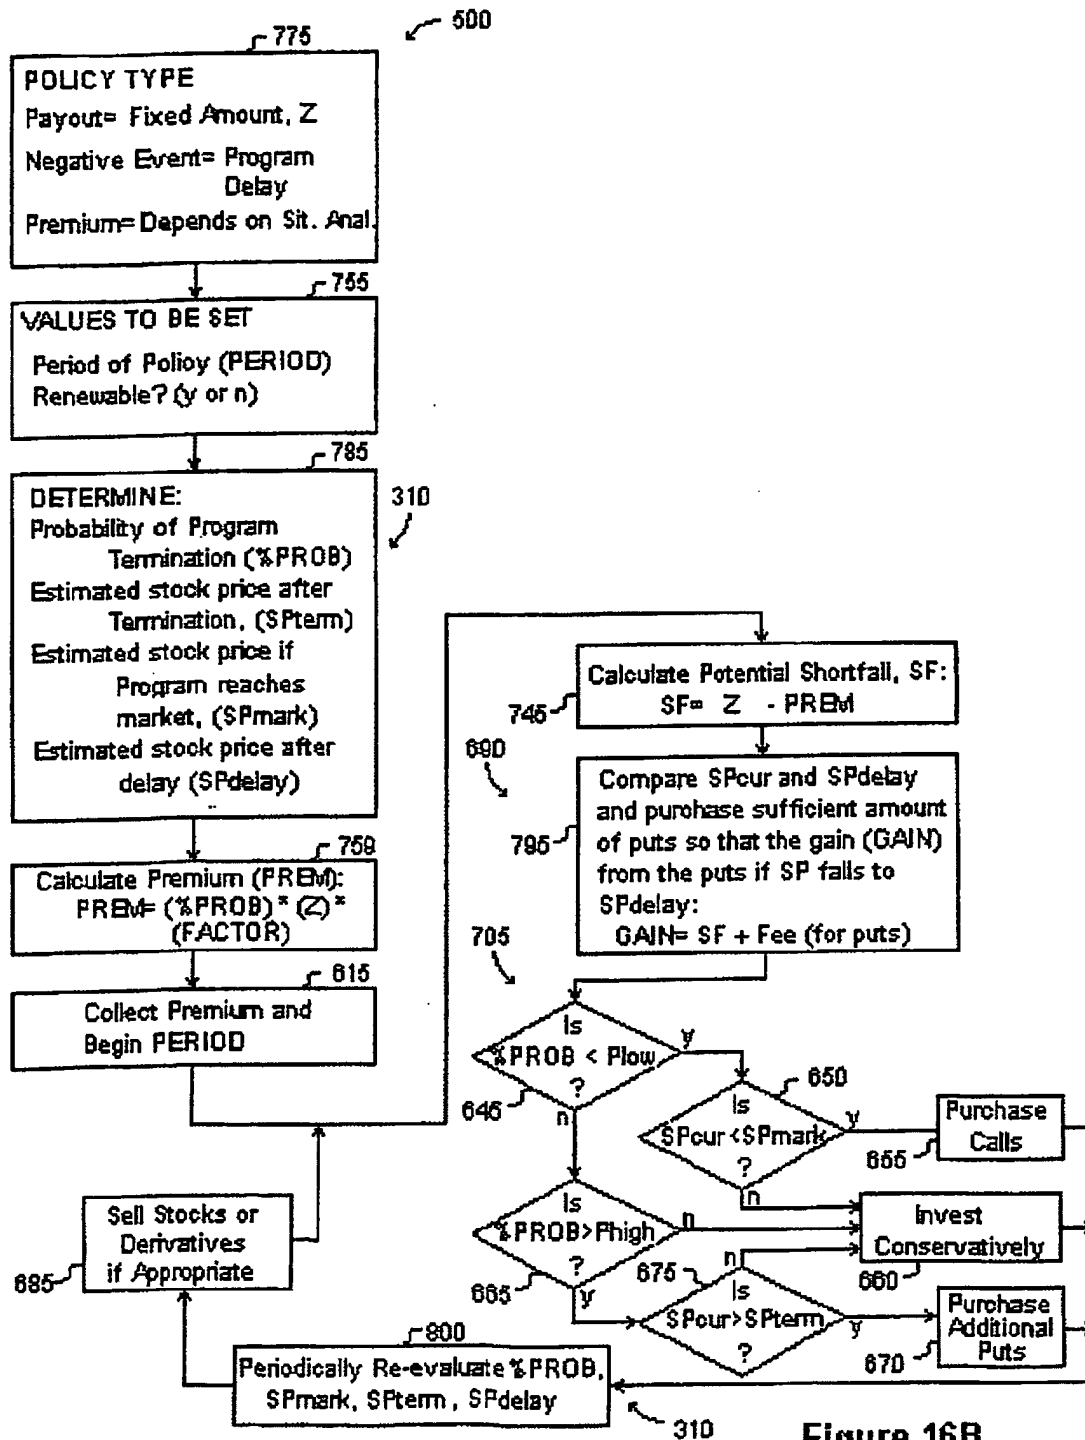 500
775
POLICY TYPE
Payout= Fixed Amount, Z
Negative Event= Program
Delay
Premium= Depends on Sit. Anal.
755
VALUES TO BE SET
Period of Policy (PERIOD)
Renewable? (y or n)
785
DETERMINE:
Probability of Program
Termination (%PROB)
Estimated stock price after
Termination, (SPterm)
Estimated stock price if
Program reaches
market, (SPmark)
Estimated stock price after
delay (SPdelay)
310
759
Calculate Premium (PREM):
PREM= (%PROB) * (Z) *
(FACTOR)
615
Collect Premium and
Begin PERIOD
Calculate Potential Shortfall, SF:
SF= Z - PREM
745
690
Compare SPcur and SPdelay
and purchase sufficient amount
of puts so that the gain (GAIN)
from the puts if SP falls to
SPdelay:
GAIN= SF + Fee (for puts)
795
705
Is
%PROB < Plow
?
y
n
645
650
Is
SPcur<SPmark
?
y
n
655
Purchase
Calls
Is
%PROB>Phigh
?
n
y
665
Invest
Conservatively
660
675
n
Is
SPcur>SPterm
?
y
Purchase
Additional
Puts
670
Sell Stocks or
Derivatives
if Appropriate
685
800
Periodically Re-evaluate %PROB,
SPmark, SPterm, SPdelay
310
Figure 16B